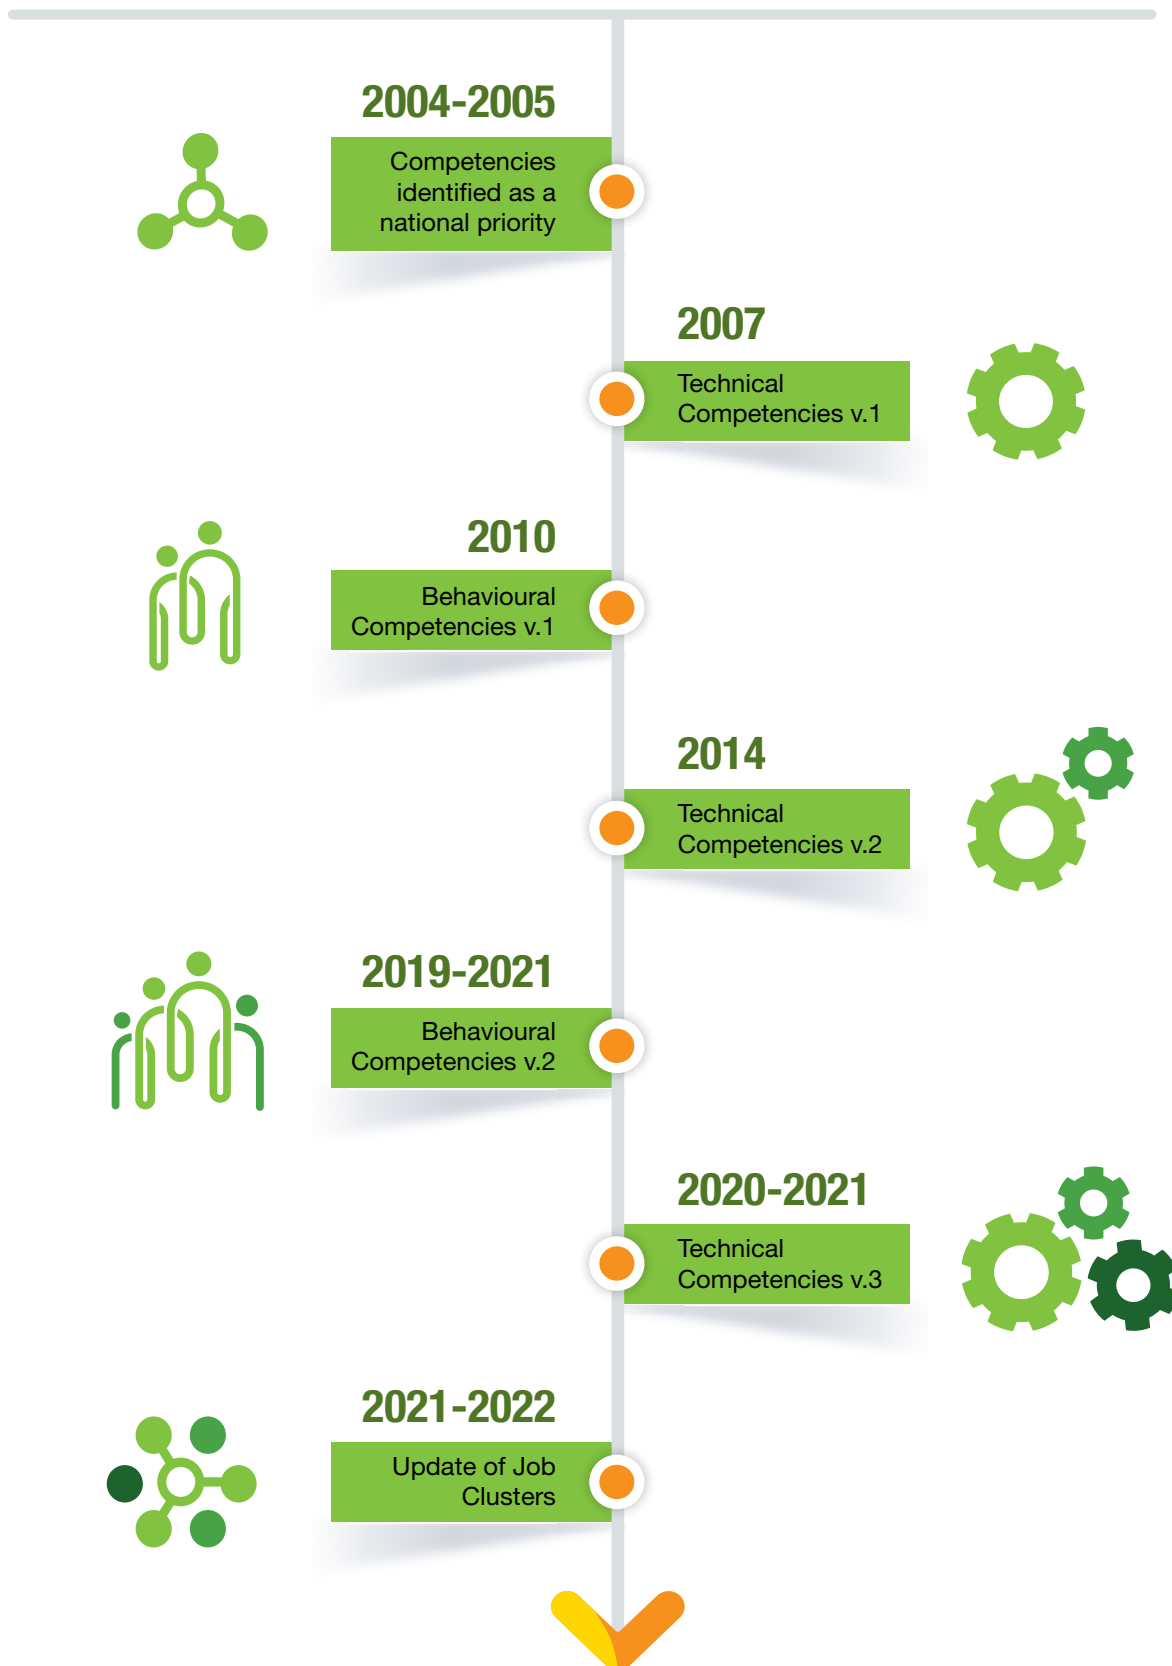 2004-2005
Competencies
identified as a
national priority
2007
Technical
Competencies v.1
2010
Behavioural
Competencies v.1
2014
Technical
Competencies v.2
2019-2021
Behavioural
Competencies v.2
2020-2021
Technical
Competencies v.3
2021-2022
Update of Job
Clusters